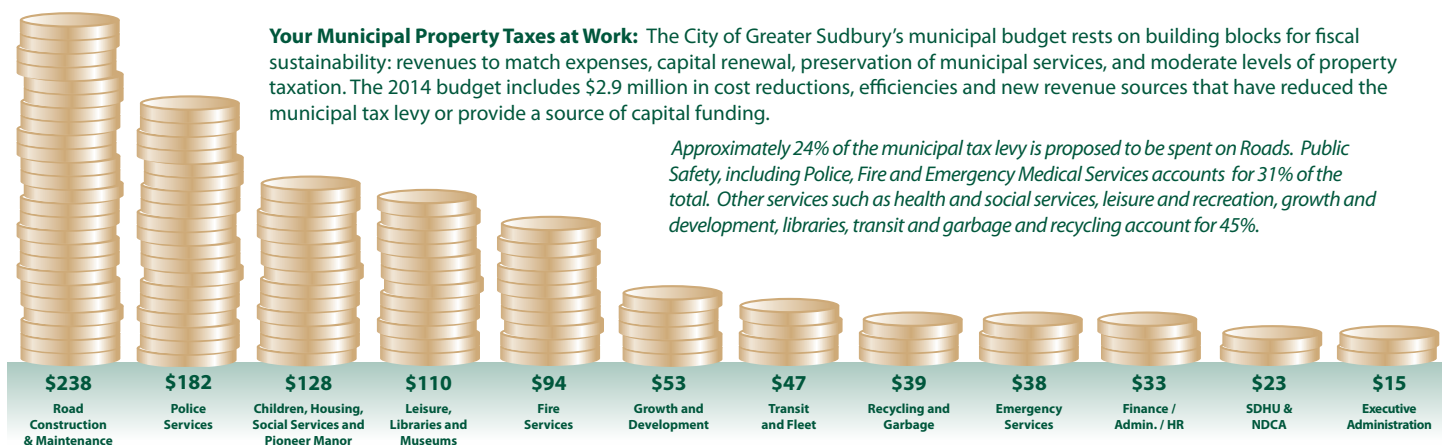 Your Municipal Property Taxes at Work: The City of Greater Sudbury's municipal budget rests on building blocks for fiscal
sustainability: revenues to match expenses, capital renewal, preservation of municipal services, and moderate levels of property
taxation. The 2014 budget includes $2.9 million in cost reductions, efficiencies and new revenue sources that have reduced the
municipal tax levy or provide a source of capital funding.
Approximately 24% of the municipal tax levy is proposed to be spent on Roads. Public
Safety, including Police, Fire and Emergency Medical Services accounts for 31% of the
total. Other services such as health and social services, leisure and recreation, growth and
development, libraries, transit and garbage and recycling account for 45%.
$238
Road
Construction
& Maintenance
$182
Police
Services
$128
Children, Housing,
Social Services and
Pioneer Manor
$110
Leisure,
Libraries and
Museums
$94
Fire
Services
$53
Growth and
Development
$47
Transit
and Fleet
$39
Recycling and
Garbage
$38
Emergency
Services
$33
Finance /
Admin. / HR
$23
SDHU &
NDCA
$15
Executive
Administration